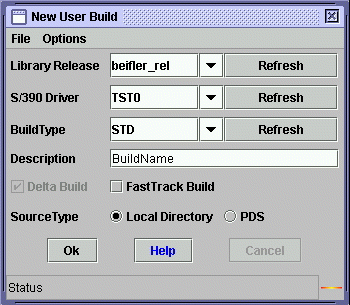 New User Build
File Options
Library Release beifler_rel Refresh
S/390 Driver TST0 Refresh
BuildType STD Refresh
Description BuildName
Delta Build FastTrack Build
SourceType Local Directory PDS
Ok Help Cancel
Status